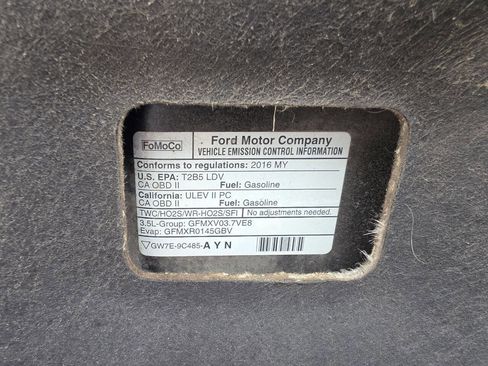 FoMoCo
Ford Motor Company
VEHICLE EMISSION CONTROL INFORMATION
Conforms to regulations: 2016 MY
U.S. EPA: T2B5 LDV
CA OBD II Fuel: Gasoline
California: ULEV II PC
CA OBD II Fuel: Gasoline
TWC/HO2S/WR-HO2S/SFI No adjustments needed.
3.5L-Group: GFMXV03.7VE8
Evap: GFMXR0145GBV
GW7E-9C485-AYN